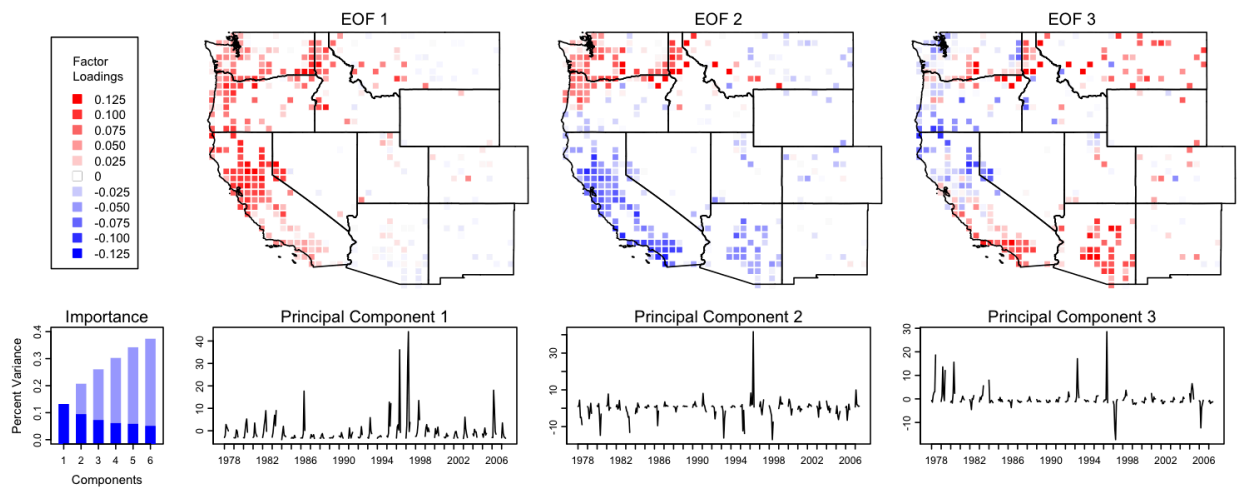 EOF 1
EOF 2
EOF 3
Factor
Loadings
0.125
0.100
0.075
0.050
0.025
0
-0.025
-0.050
-0.075
-0.100
-0.125
Importance
Percent Variance
0.4
0.3
0.2
0.1
0.0
1 2 3 4 5 6
Components
Principal Component 1
40
30
20
10
0
1978 1982 1986 1990 1994 1998 2002 2006
Principal Component 2
30
10
-10
1978 1982 1986 1990 1994 1998 2002 2006
Principal Component 3
30
20
10
0
-10
1978 1982 1986 1990 1994 1998 2002 2006